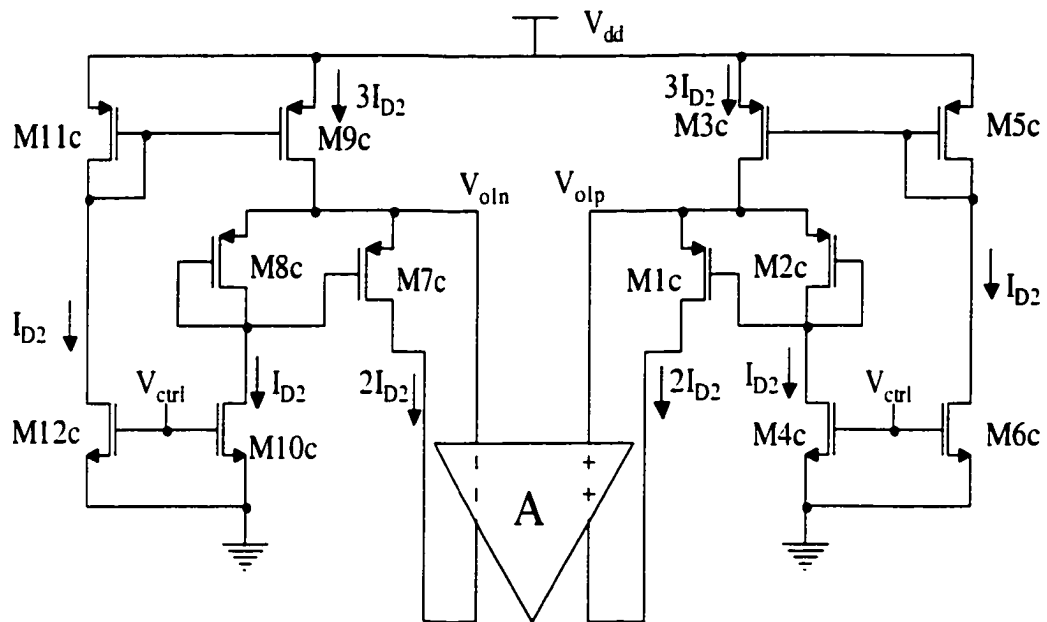 V_dd
3I_D2
3I_D2
M11c
M9c
M3c
M5c
V_oln
V_olp
M8c
M7c
M1c
M2c
I_D2
I_D2
V_ctrl
I_D2
2I_D2
2I_D2
I_D2
V_ctrl
M12c
M10c
M4c
M6c
- +
- +
A